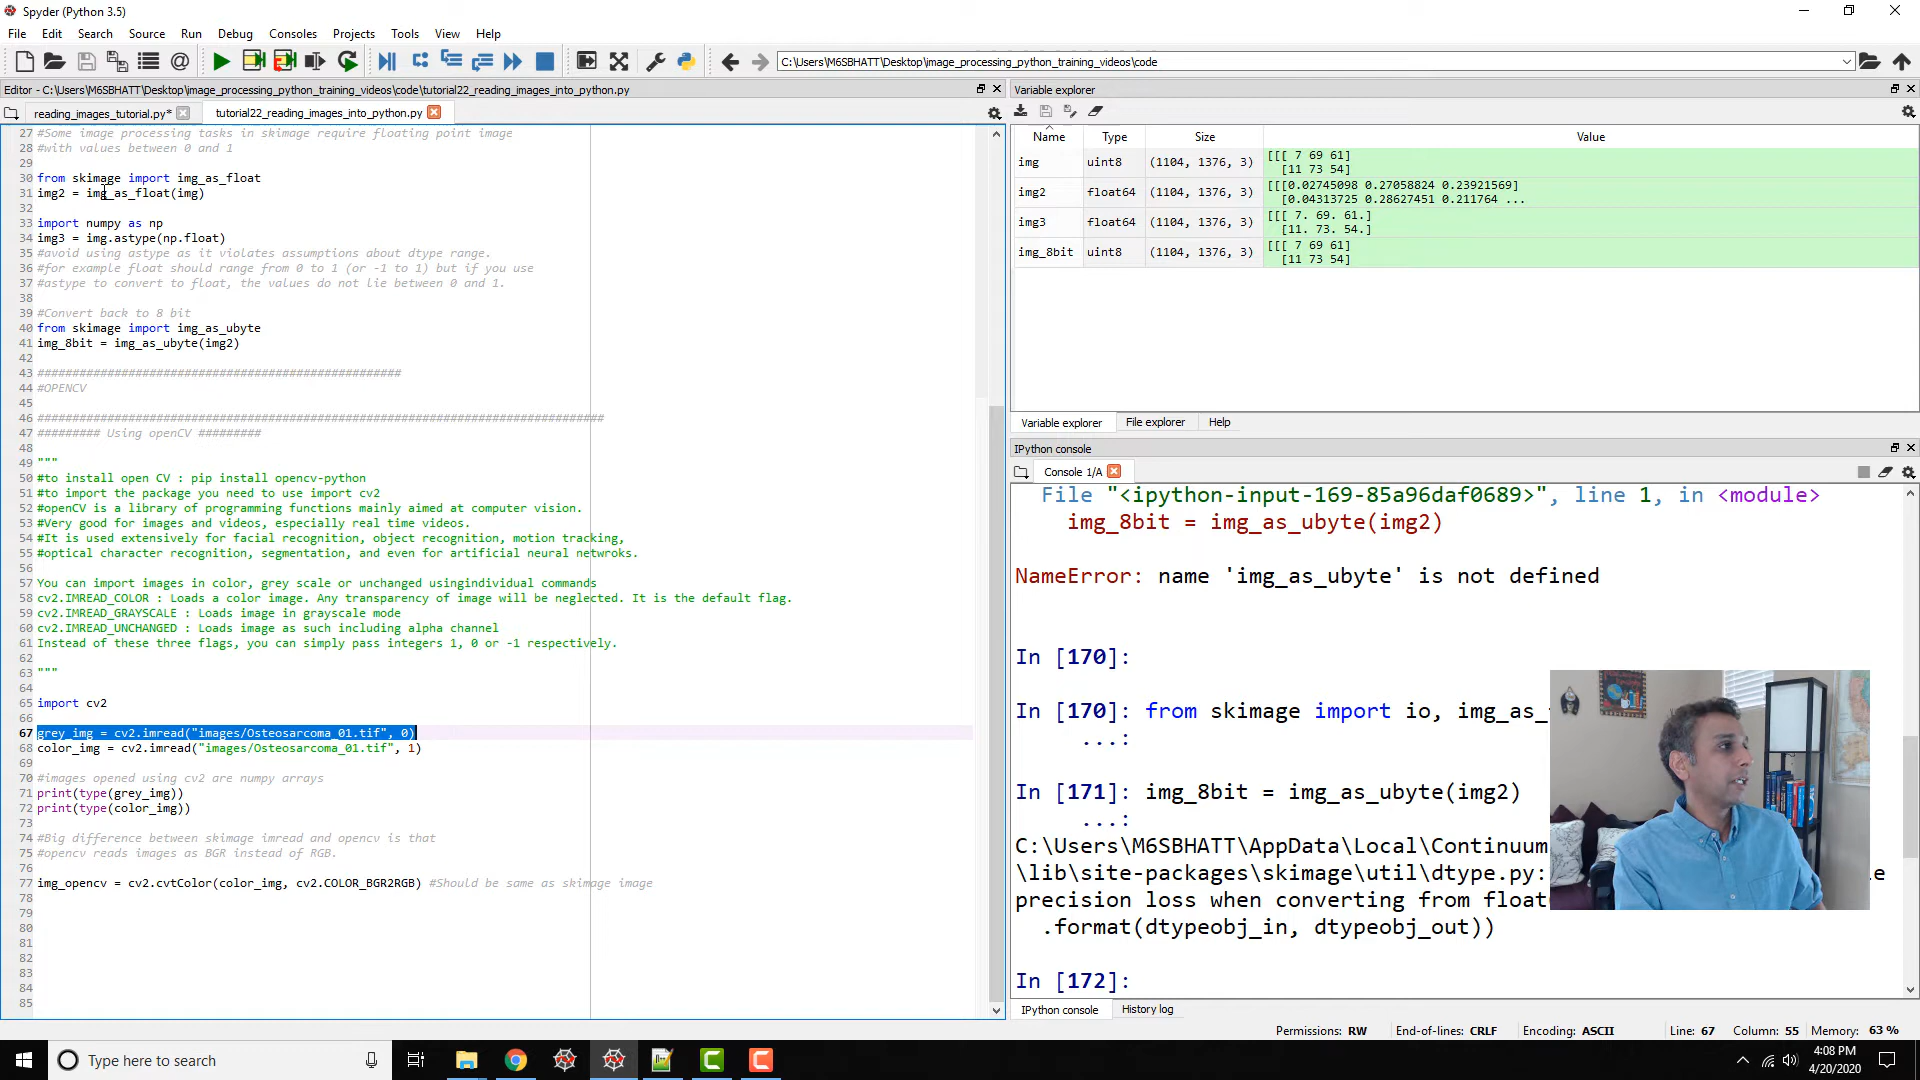 Spyder (Python 3.5)
File Edit Search Source Run Debug Consoles Projects Tools View Help
C:\Users\M6SBHATT\Desktop\image_processing_python_training_videos\code
Editor - C:\Users\M6SBHATT\Desktop\image_processing_python_training_videos\code\tutorial22_reading_images_into_python.py
reading_images_tutorial.py* tutorial22_reading_images_into_python.py
27 #Some image processing tasks in skimage require floating point image
28 #with values between 0 and 1
29
30 from skimage import img_as_float
31 img2 = img_as_float(img)
32
33 import numpy as np
34 img3 = img.astype(np.float)
35 #avoid using astype as it violates assumptions about dtype range.
36 #for example float should range from 0 to 1 (or -1 to 1) but if you use
37 #astype to convert to float, the values do not lie between 0 and 1.
38
39 #Convert back to 8 bit
40 from skimage import img_as_ubyte
41 img_8bit = img_as_ubyte(img2)
42
43 ####################################################
44 #OPENCV
45
46 #################################################################################
47 ######### Using openCV #########
48
49 """
50 #to install open CV : pip install opencv-python
51 #to import the package you need to use import cv2
52 #openCV is a library of programming functions mainly aimed at computer vision.
53 #Very good for images and videos, especially real time videos.
54 #It is used extensively for facial recognition, object recognition, motion tracking,
55 #optical character recognition, segmentation, and even for artificial neural netwroks.
56
57 You can import images in color, grey scale or unchanged usingindividual commands
58 cv2.IMREAD_COLOR : Loads a color image. Any transparency of image will be neglected. It is the default flag.
59 cv2.IMREAD_GRAYSCALE : Loads image in grayscale mode
60 cv2.IMREAD_UNCHANGED : Loads image as such including alpha channel
61 Instead of these three flags, you can simply pass integers 1, 0 or -1 respectively.
62
63 """
64
65 import cv2
66
67 grey_img = cv2.imread("images/Osteosarcoma_01.tif", 0)
68 color_img = cv2.imread("images/Osteosarcoma_01.tif", 1)
69
70 #images opened using cv2 are numpy arrays
71 print(type(grey_img))
72 print(type(color_img))
73
74 #Big difference between skimage imread and opencv is that
75 #opencv reads images as BGR instead of RGB.
76
77 img_opencv = cv2.cvtColor(color_img, cv2.COLOR_BGR2RGB) #Should be same as skimage image
78
79
80
81
82
83
84
85
Variable explorer
Name Type Size Value
img uint8 (1104, 1376, 3) [[[ 7 69 61]
[11 73 54]
img2 float64 (1104, 1376, 3) [[[0.02745098 0.27058824 0.23921569]
[0.04313725 0.28627451 0.211764 ...
img3 float64 (1104, 1376, 3) [[[ 7. 69. 61.]
[11. 73. 54.]
img_8bit uint8 (1104, 1376, 3) [[[ 7 69 61]
[11 73 54]
Variable explorer File explorer Help
IPython console
Console 1/A
File "<ipython-input-169-85a96daf0689>", line 1, in <module>
img_8bit = img_as_ubyte(img2)
NameError: name 'img_as_ubyte' is not defined
In [170]:
In [170]: from skimage import io, img_as_
...:
In [171]: img_8bit = img_as_ubyte(img2)
...:
C:\Users\M6SBHATT\AppData\Local\Continuum
\lib\site-packages\skimage\util\dtype.py:
precision loss when converting from float
.format(dtypeobj_in, dtypeobj_out))
In [172]:
IPython console History log
Permissions: RW End-of-lines: CRLF Encoding: ASCII Line: 67 Column: 55 Memory: 63 %
Type here to search
4:08 PM
4/20/2020